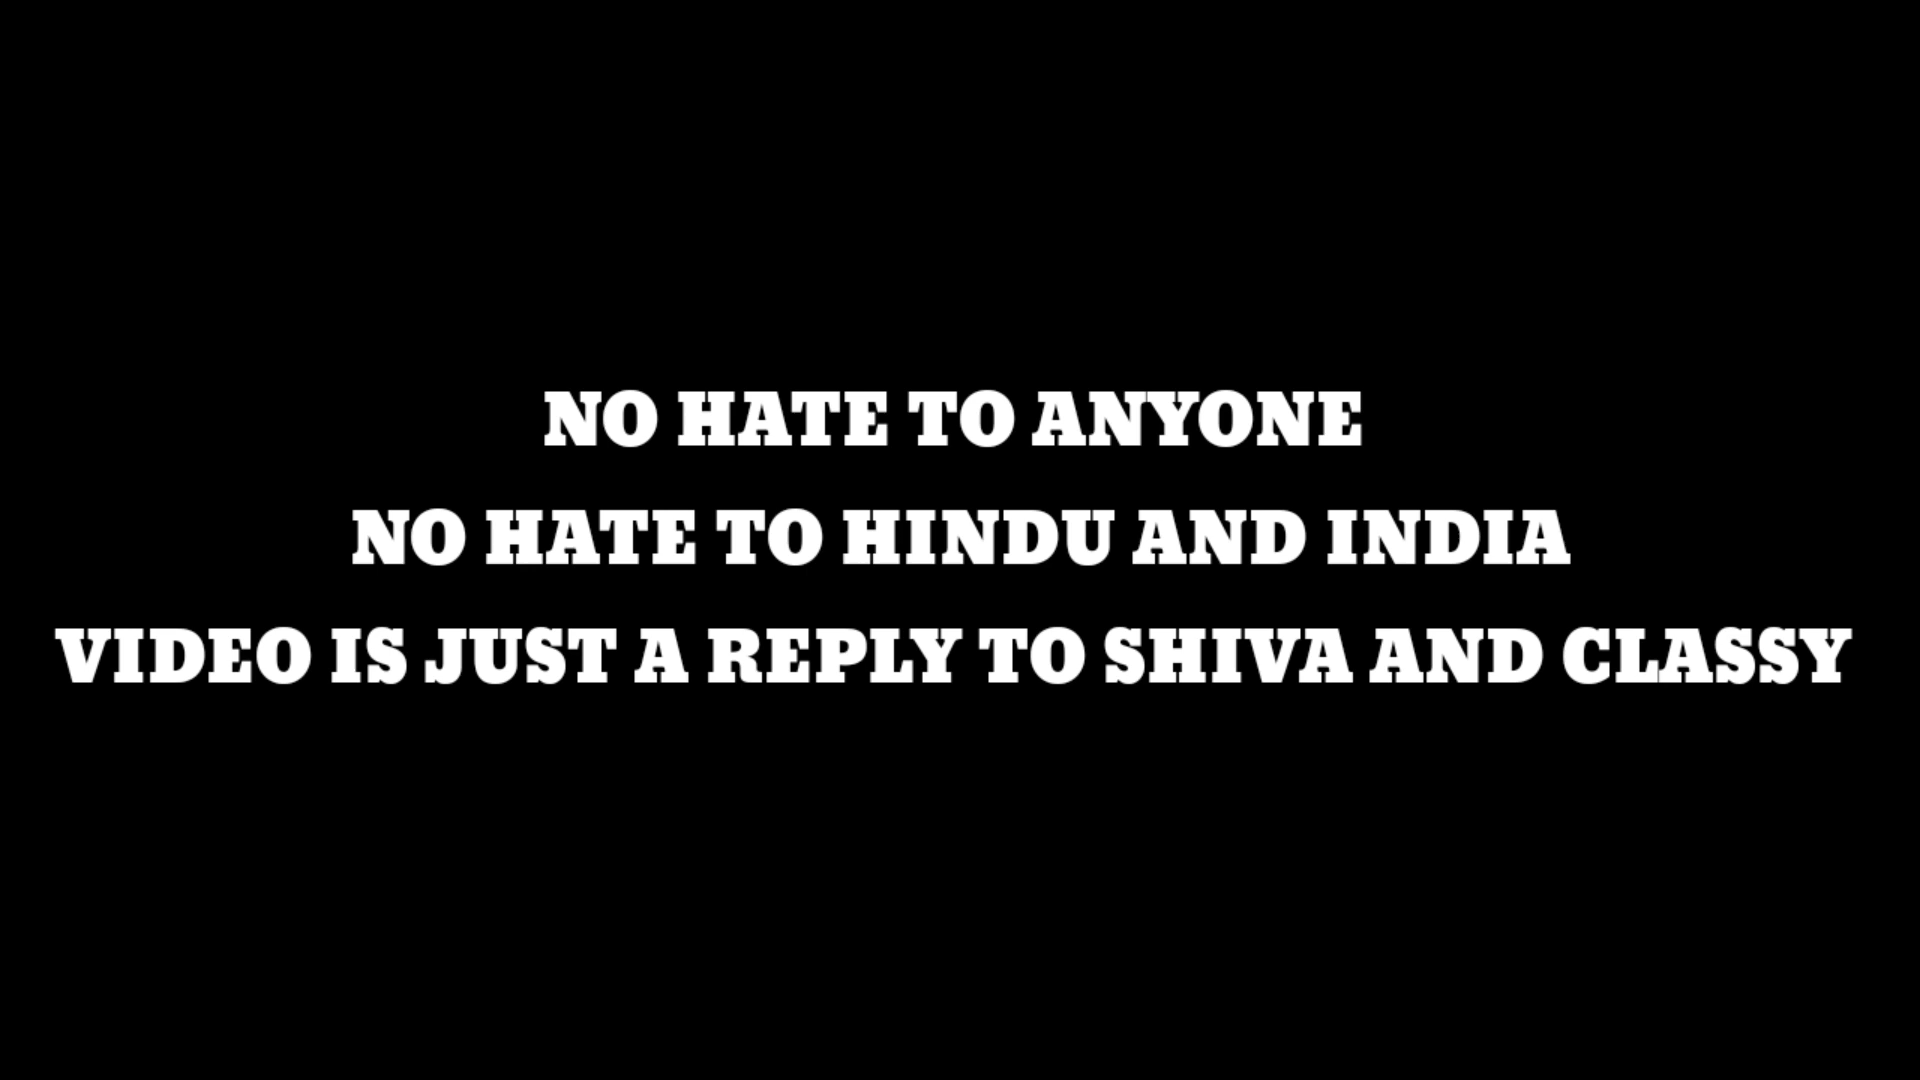 NO HATE TO ANYONE
NO HATE TO HINDU AND INDIA
VIDEO IS JUST A REPLY TO SHIVA AND CLASSY